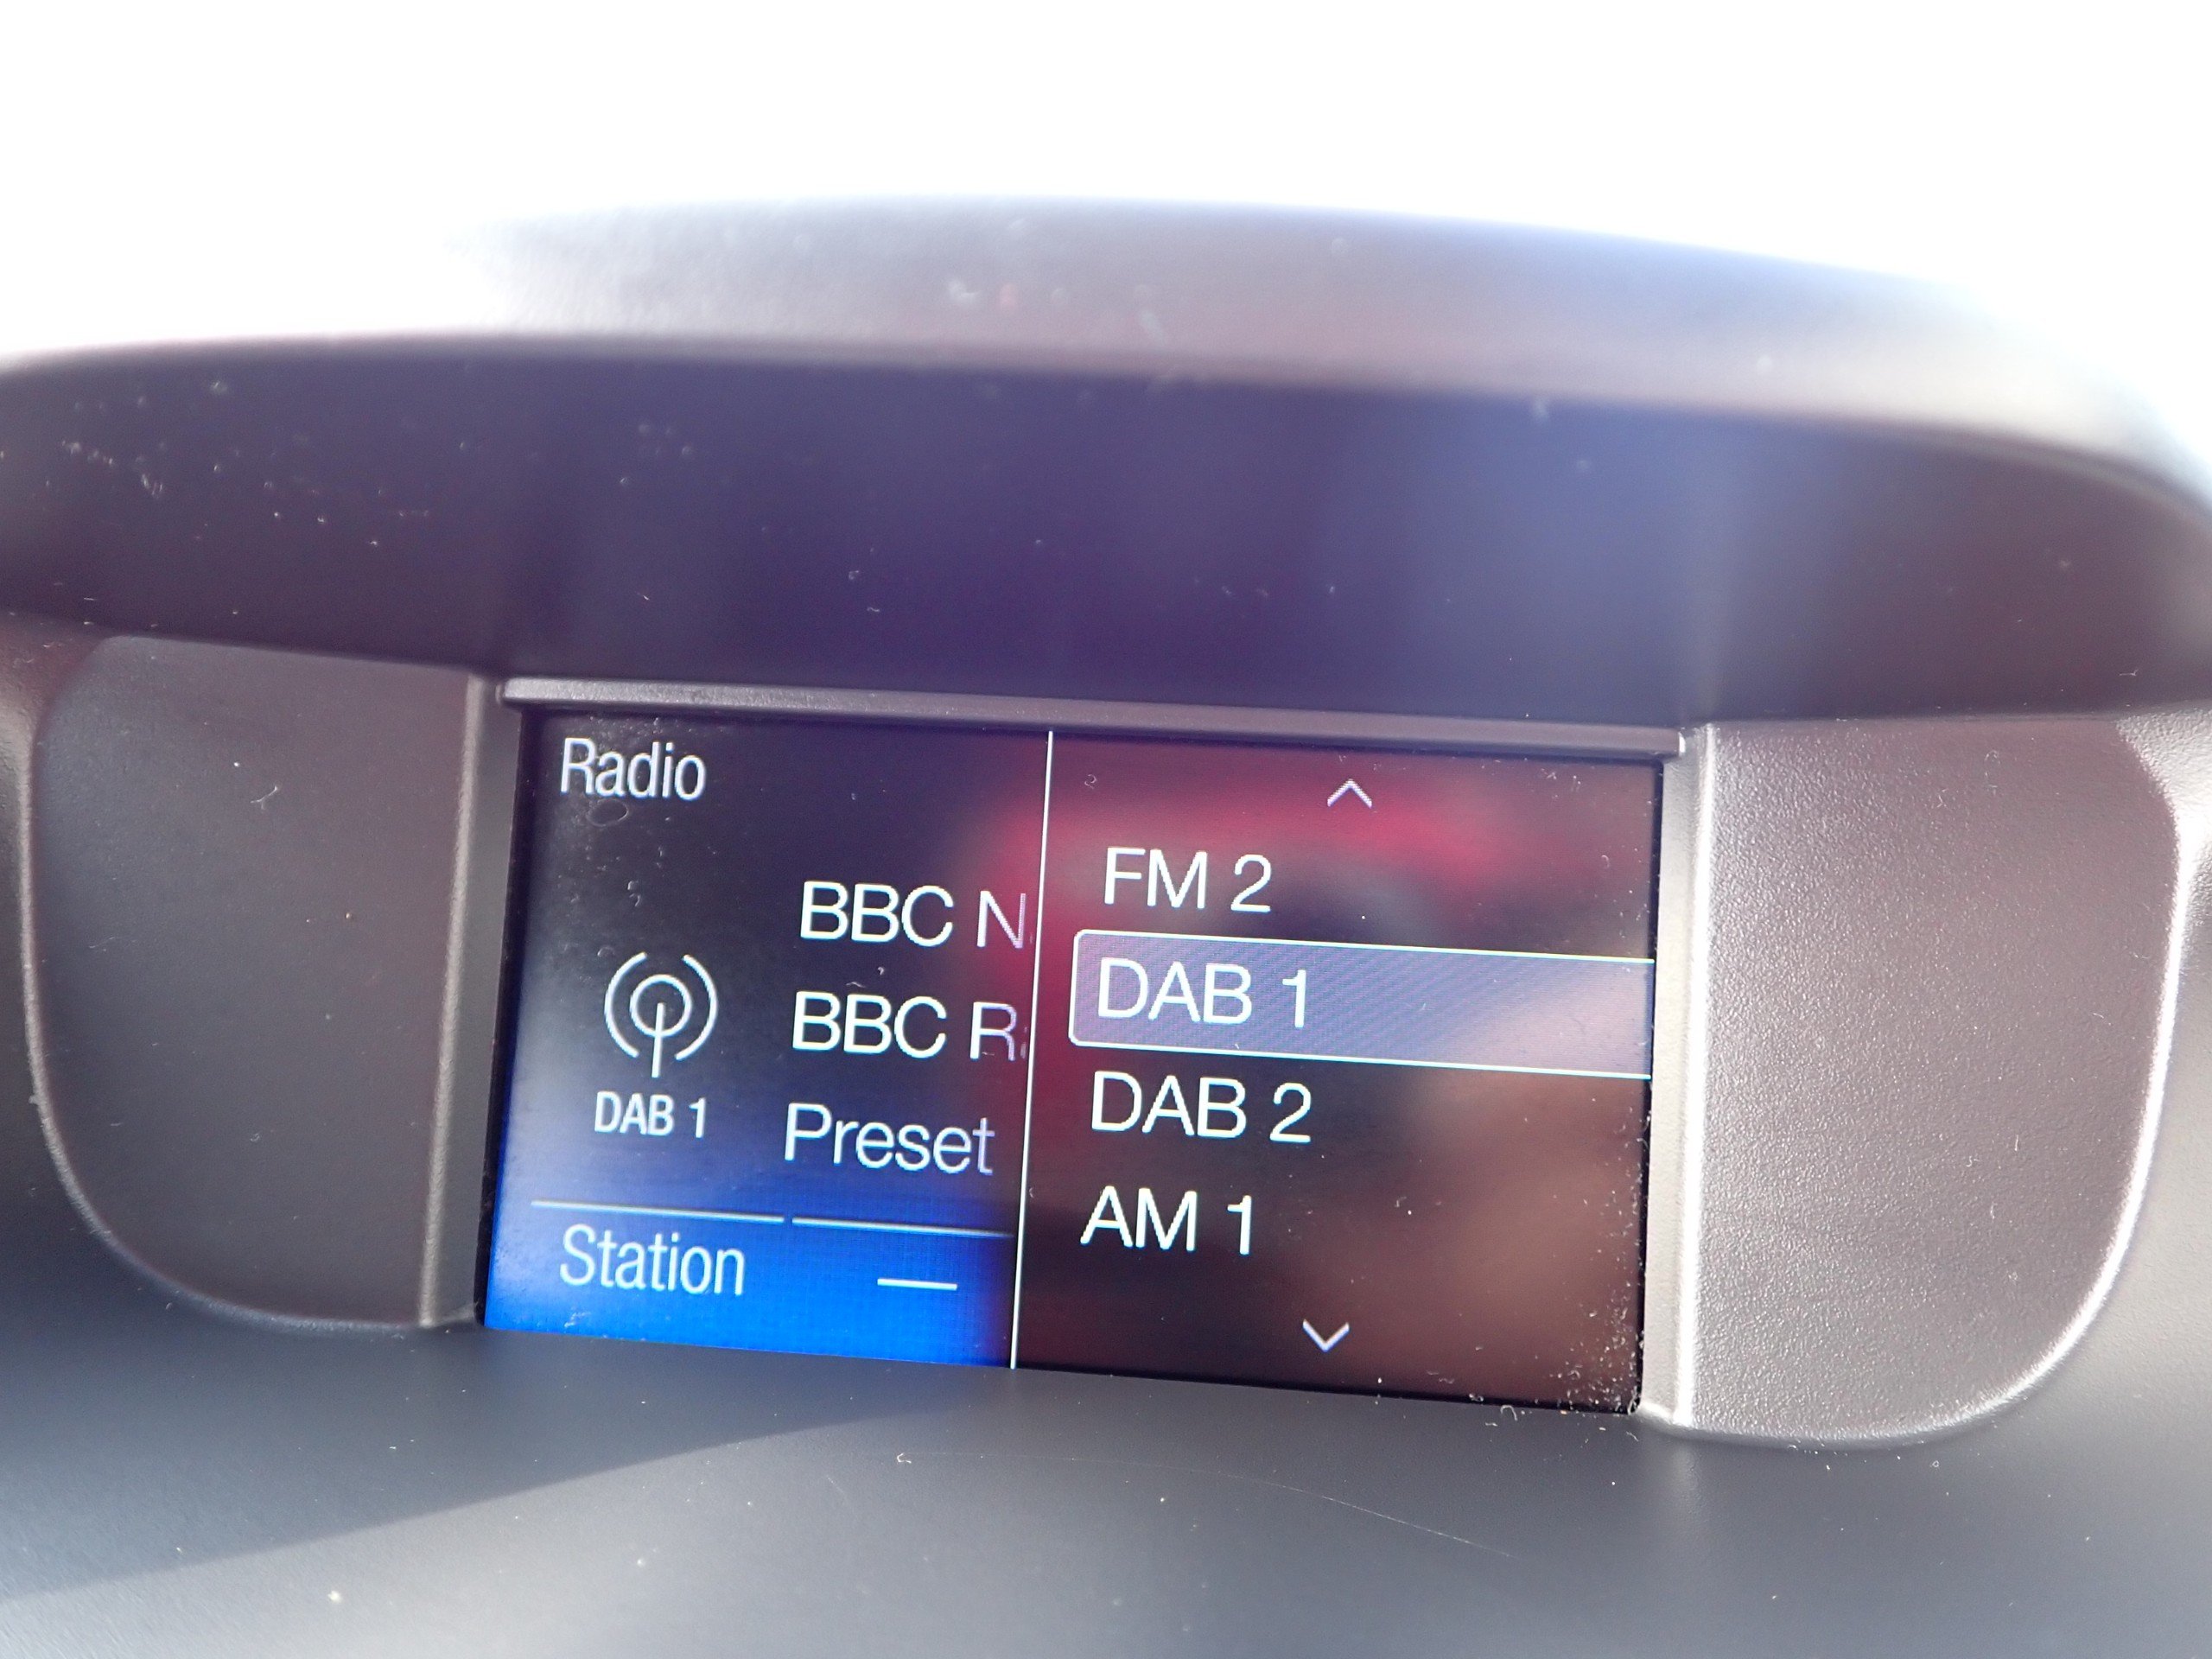 Radio
BBC N
BBC R
DAB 1
Preset
Station
FM 2
DAB 1
DAB 2
AM 1